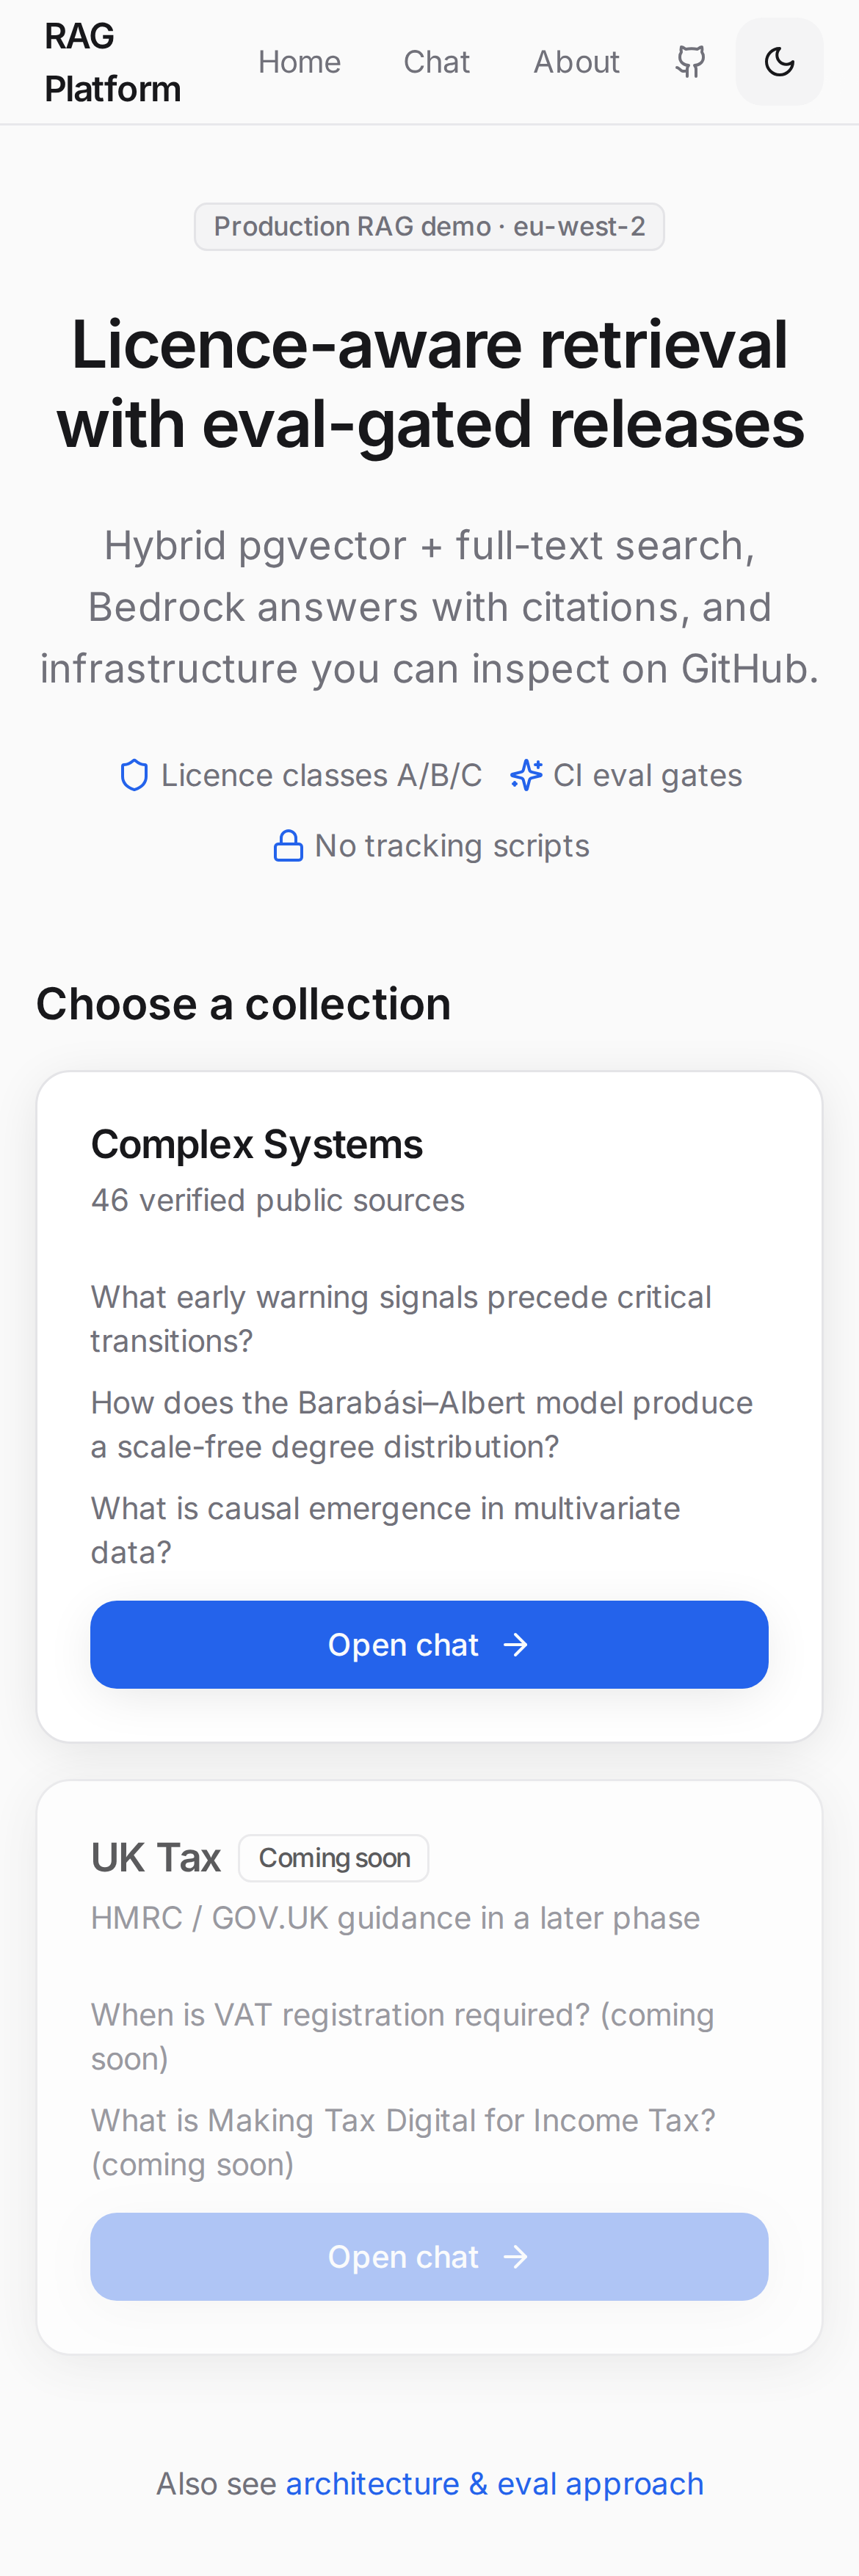 RAG
Platform
Home
Chat
About
Production RAG demo · eu-west-2
Licence-aware retrieval
with eval-gated releases
Hybrid pgvector + full-text search,
Bedrock answers with citations, and
infrastructure you can inspect on GitHub.
Licence classes A/B/C
CI eval gates
No tracking scripts
Choose a collection
Complex Systems
46 verified public sources
What early warning signals precede critical
transitions?
How does the Barabási–Albert model produce
a scale-free degree distribution?
What is causal emergence in multivariate
data?
Open chat
UK Tax
Coming soon
HMRC / GOV.UK guidance in a later phase
When is VAT registration required? (coming
soon)
What is Making Tax Digital for Income Tax?
(coming soon)
Open chat
Also see architecture & eval approach